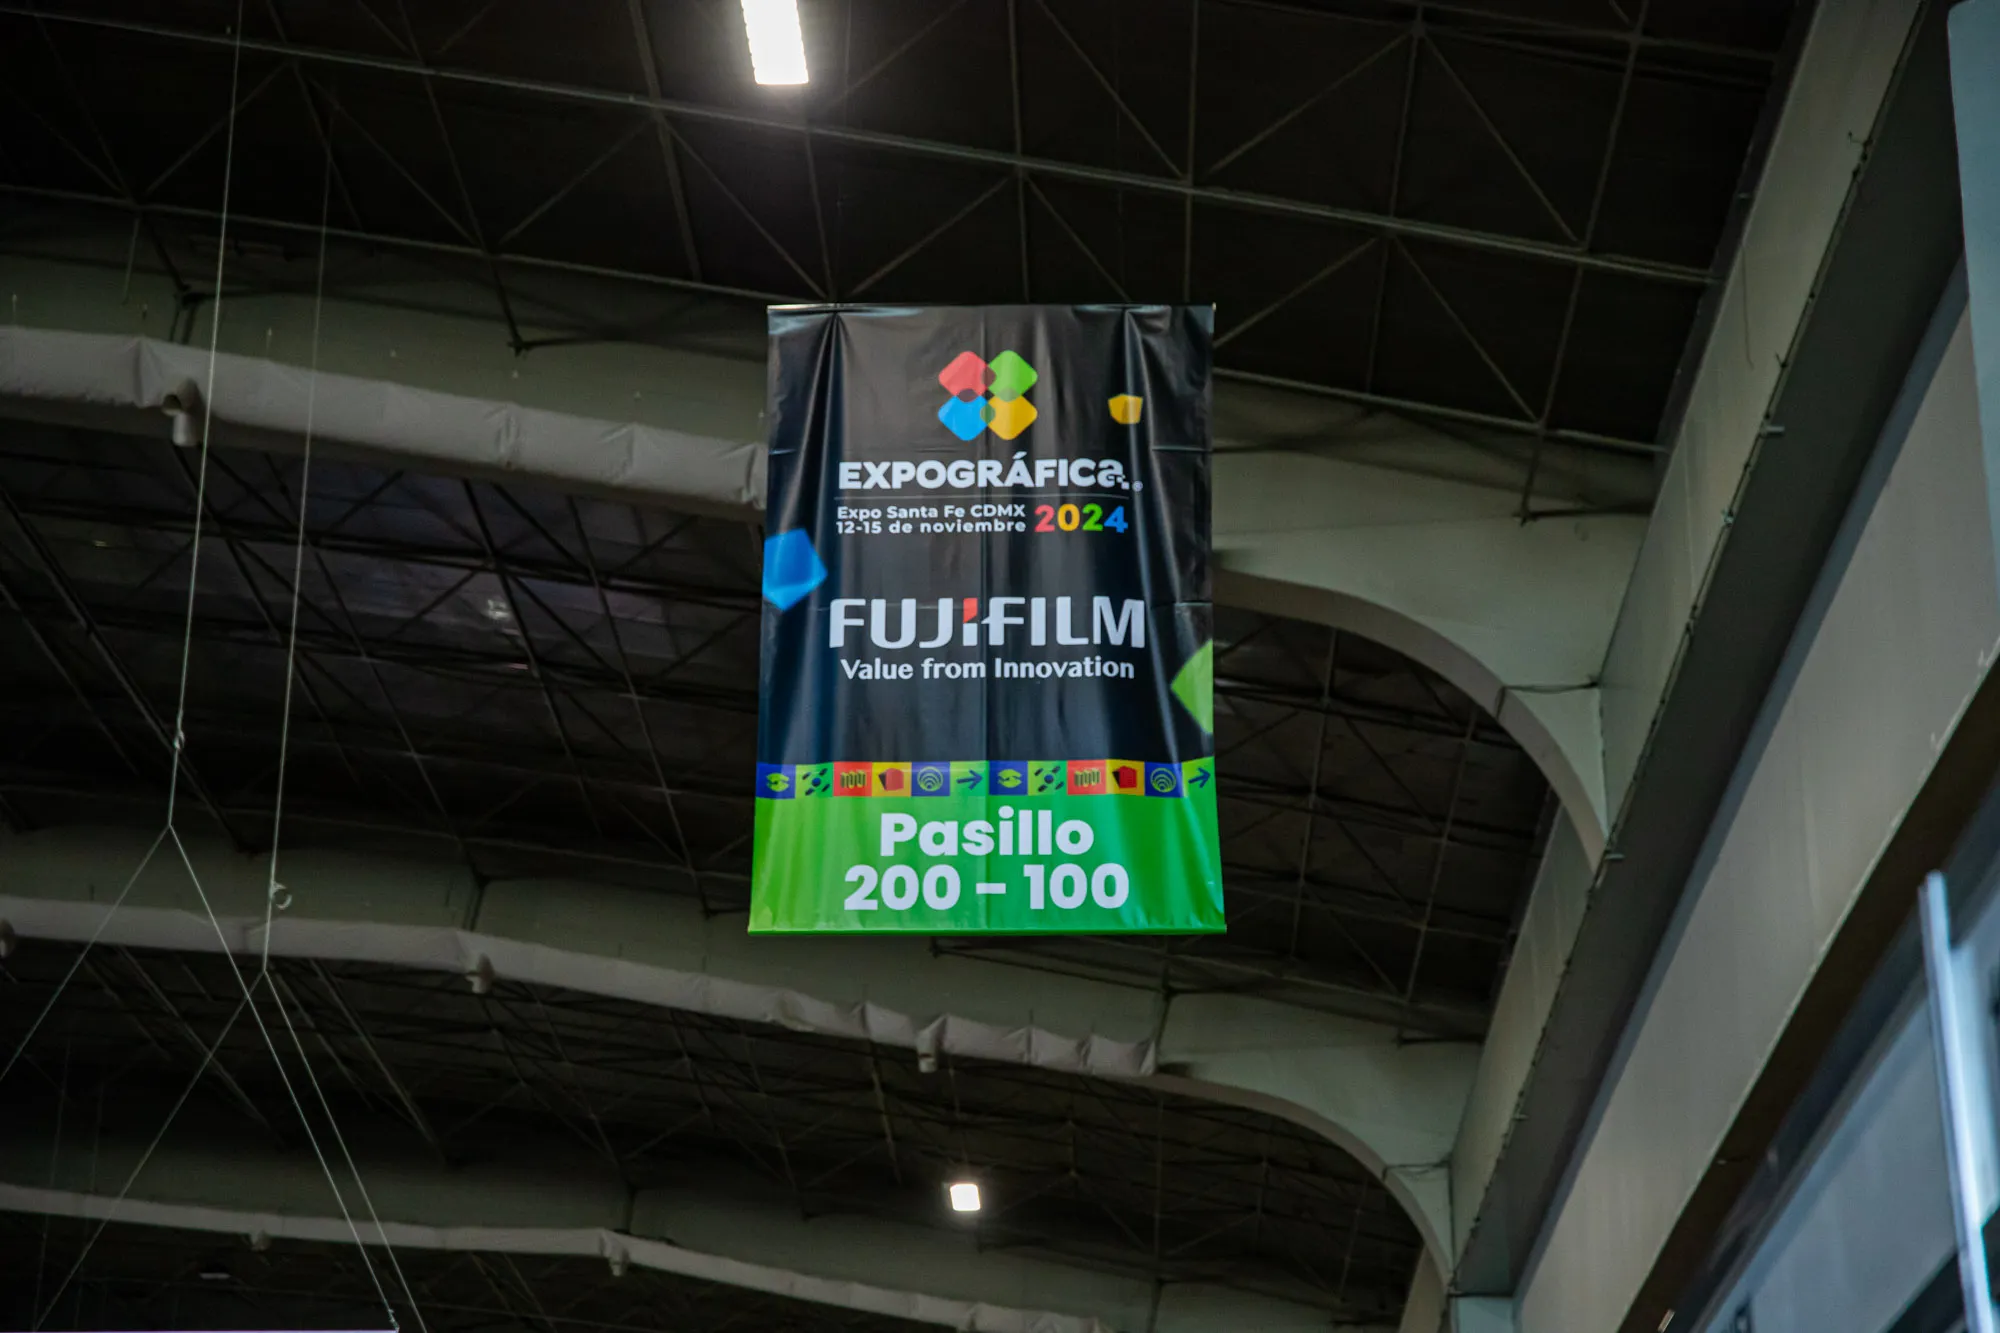 EXPOGRÁFICa.®
Expo Santa Fe CDMX
12-15 de noviembre 2024
FUJIFILM
Value from Innovation
Pasillo
200 – 100